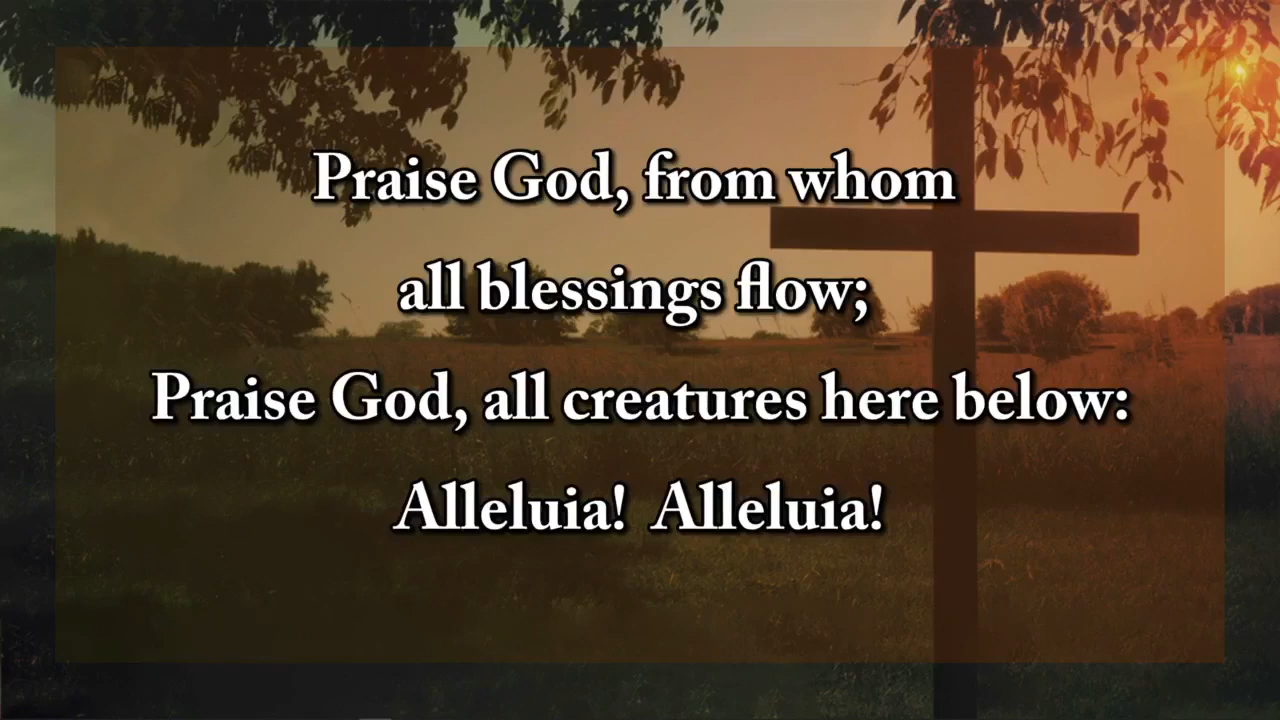 Praise God, from whom
all blessings flow;
Praise God, all creatures here below:
Alleluia!  Alleluia!